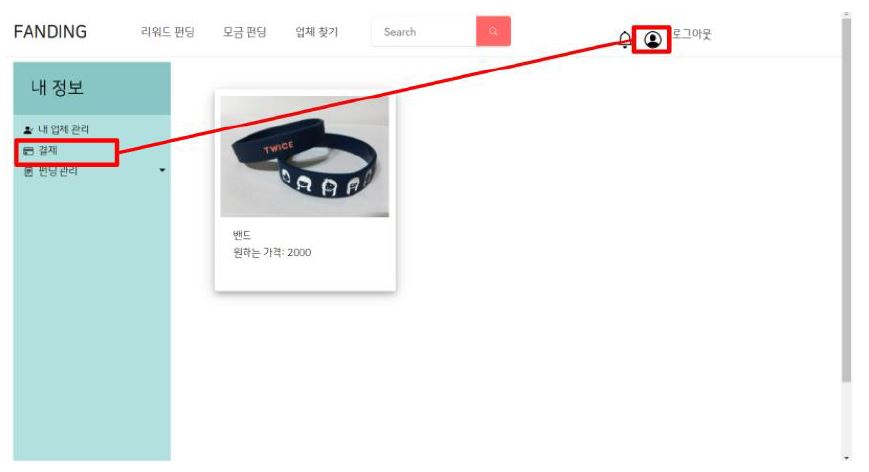 FANDING
리워드 펀딩
모금 펀딩
업체 찾기
Search
로그아웃
내 정보
내 업체 관리
결제
펀딩관리
TWICE
밴드
원하는 가격: 2000